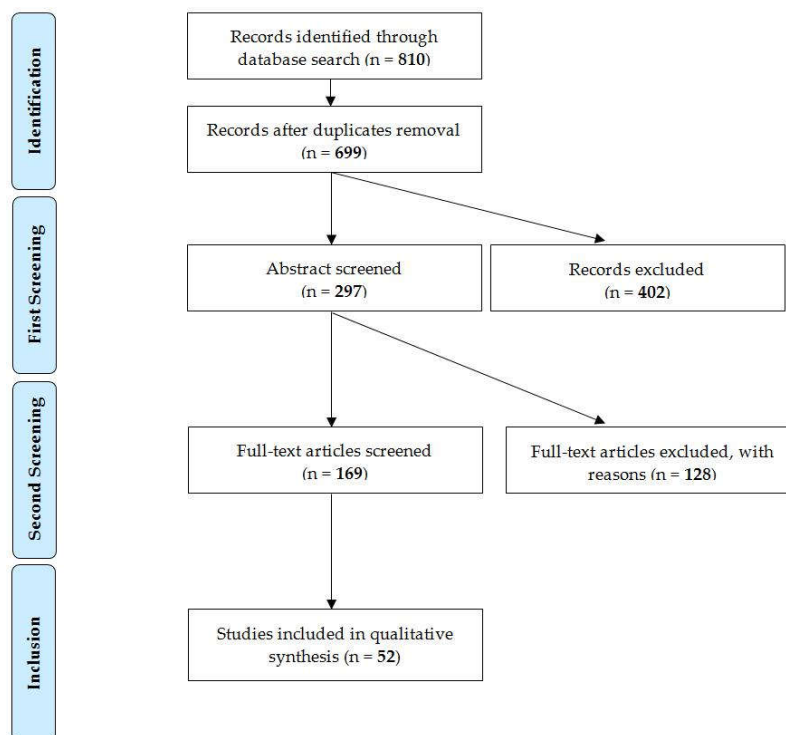 Identification
Records identified through
database search (n = 810)
Records after duplicates removal
(n = 699)
First Screening
Abstract screened
(n = 297)
Records excluded
(n = 402)
Second Screening
Full-text articles screened
(n = 169)
Full-text articles excluded, with
reasons (n = 128)
Inclusion
Studies included in qualitative
synthesis (n = 52)